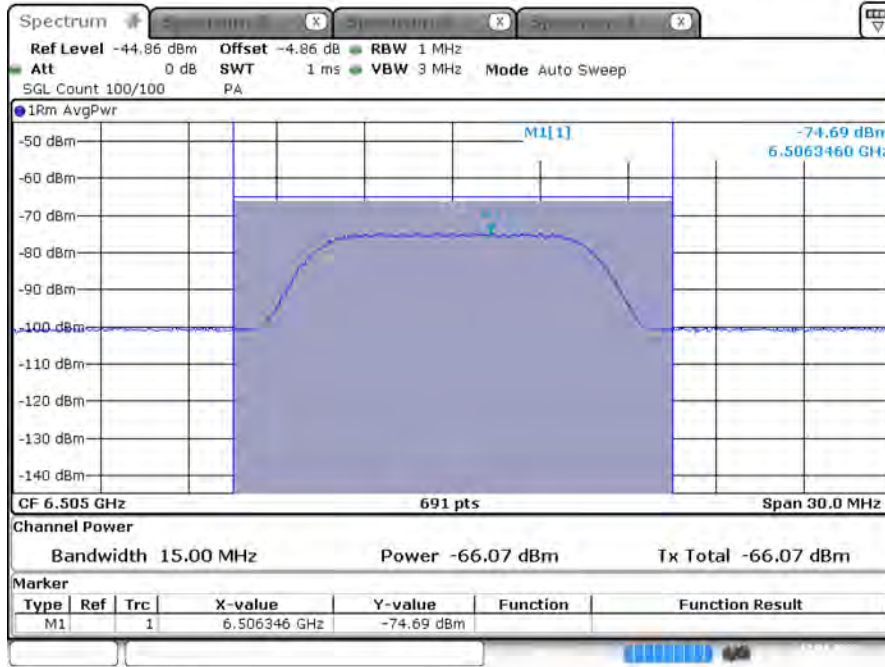 Spectrum
X
X
X
Ref Level -44.86 dBm Offset -4.86 dB RBW 1 MHz
Att 0 dB SWT 1 ms VBW 3 MHz Mode Auto Sweep
SGL Count 100/100 PA
1Rm AvgPwr
M1[1] -74.69 dBm
6.5063460 GHz
-50 dBm
-60 dBm
-70 dBm
-80 dBm
-90 dBm
-100 dBm
-110 dBm
-120 dBm
-130 dBm
-140 dBm
CF 6.505 GHz 691 pts Span 30.0 MHz
Channel Power
Bandwidth 15.00 MHz Power -66.07 dBm Tx Total -66.07 dBm
Marker
Type Ref Trc X-value Y-value Function Function Result
M1 1 6.506346 GHz -74.69 dBm